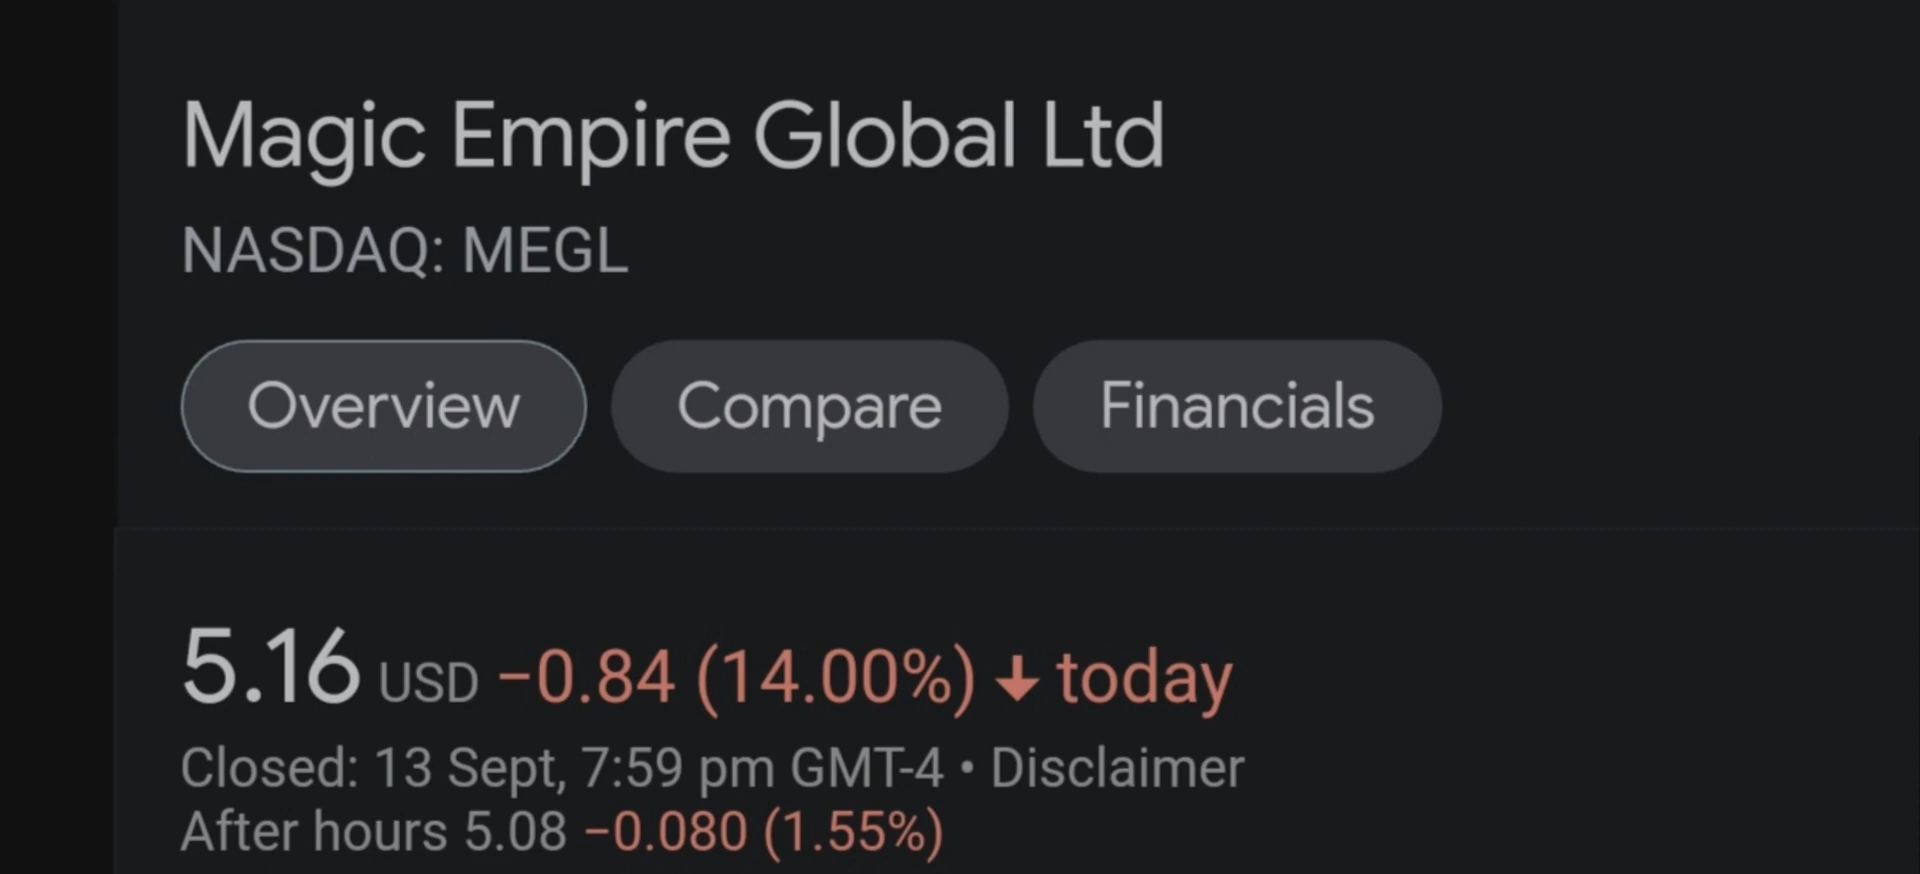 Magic Empire Global Ltd
NASDAQ: MEGL
Overview Compare Financials
5.16 USD −0.84 (14.00%) ↓ today
Closed: 13 Sept, 7:59 pm GMT-4 • Disclaimer
After hours 5.08 −0.080 (1.55%)